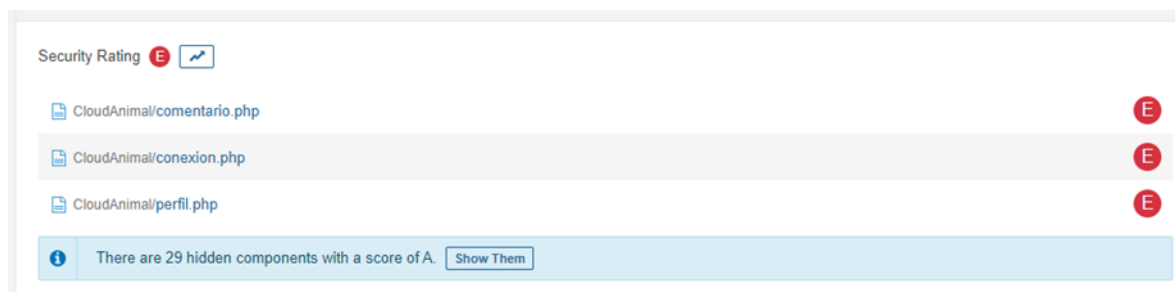 Security Rating E
CloudAnimal/comentario.php E
CloudAnimal/conexion.php E
CloudAnimal/perfil.php E
There are 29 hidden components with a score of A. Show Them